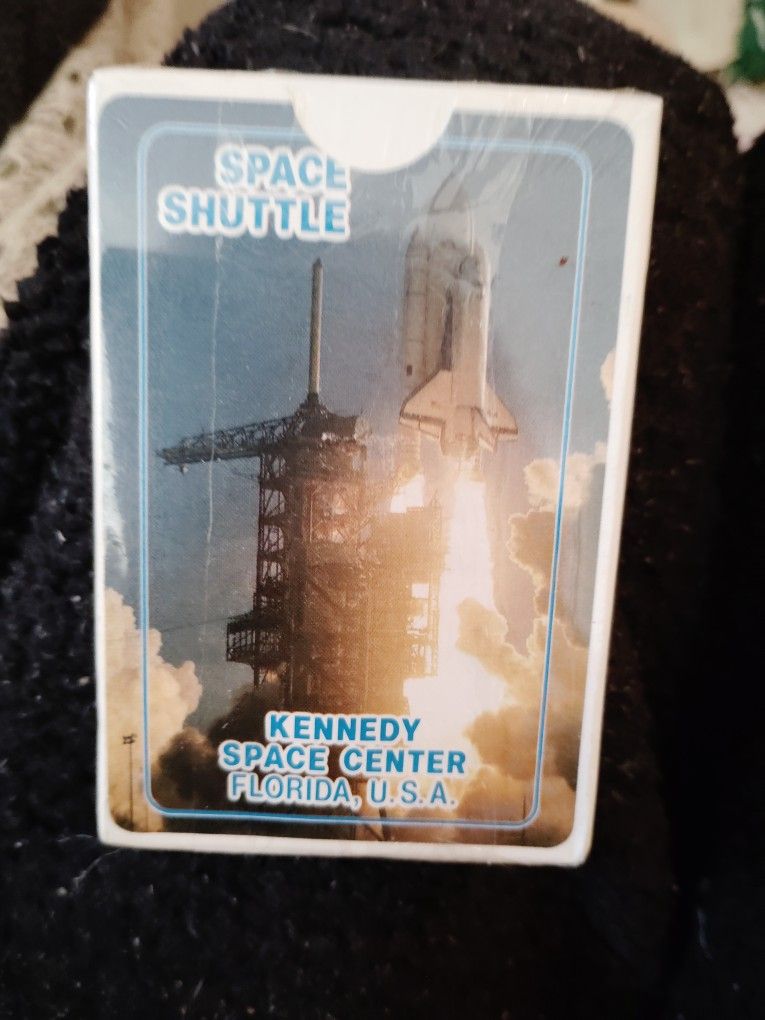 SPACE
SHUTTLE
KENNEDY
SPACE CENTER
FLORIDA, U.S.A.